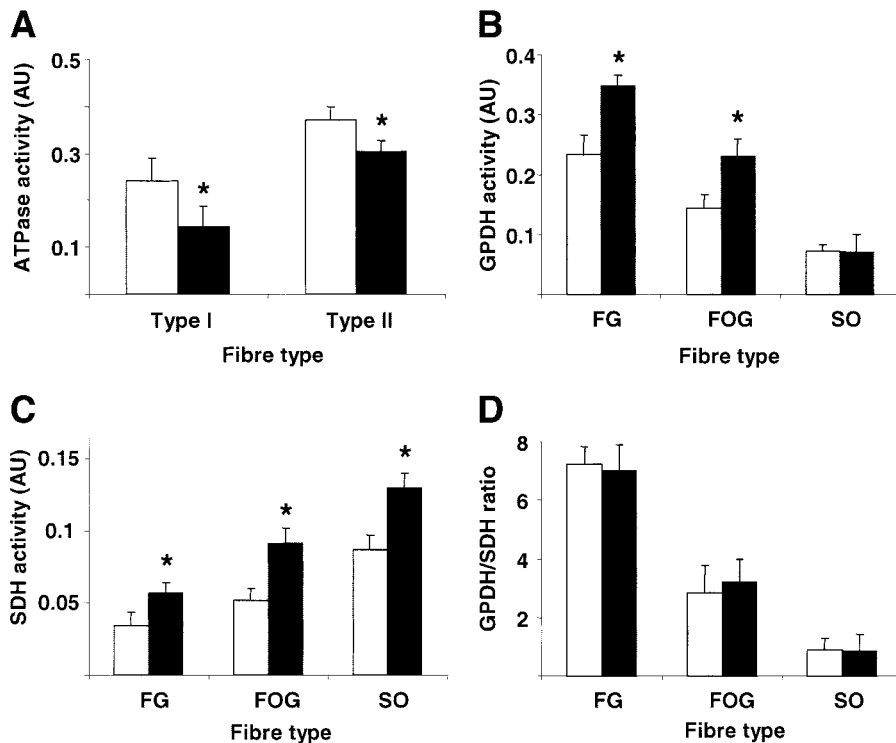 A
ATPase activity (AU)
0.5
0.3
0.1
*
*
Type I
Type II
Fibre type
B
GPDH activity (AU)
0.4
0.3
0.2
0.1
*
*
FG
FOG
SO
Fibre type
C
SDH activity (AU)
0.15
0.1
0.05
*
*
*
FG
FOG
SO
Fibre type
D
GPDH/SDH ratio
8
6
4
2
FG
FOG
SO
Fibre type